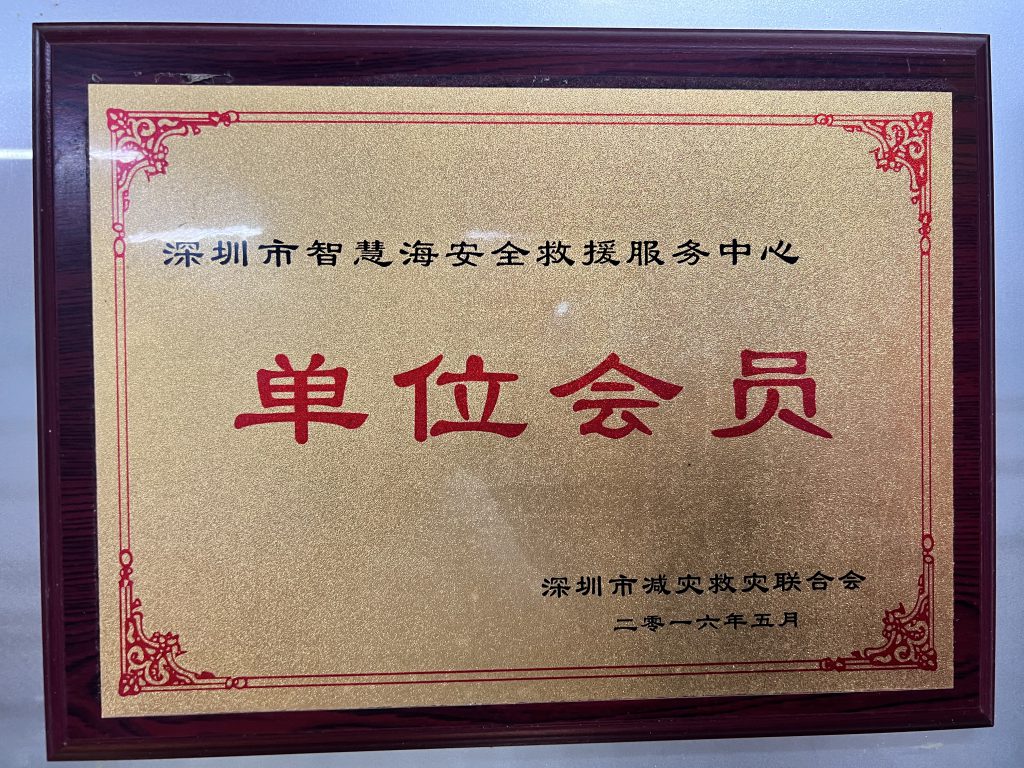 深圳市智慧海安全救援服务中心
单位会员
深圳市减灾救灾联合会
二零一六年五月